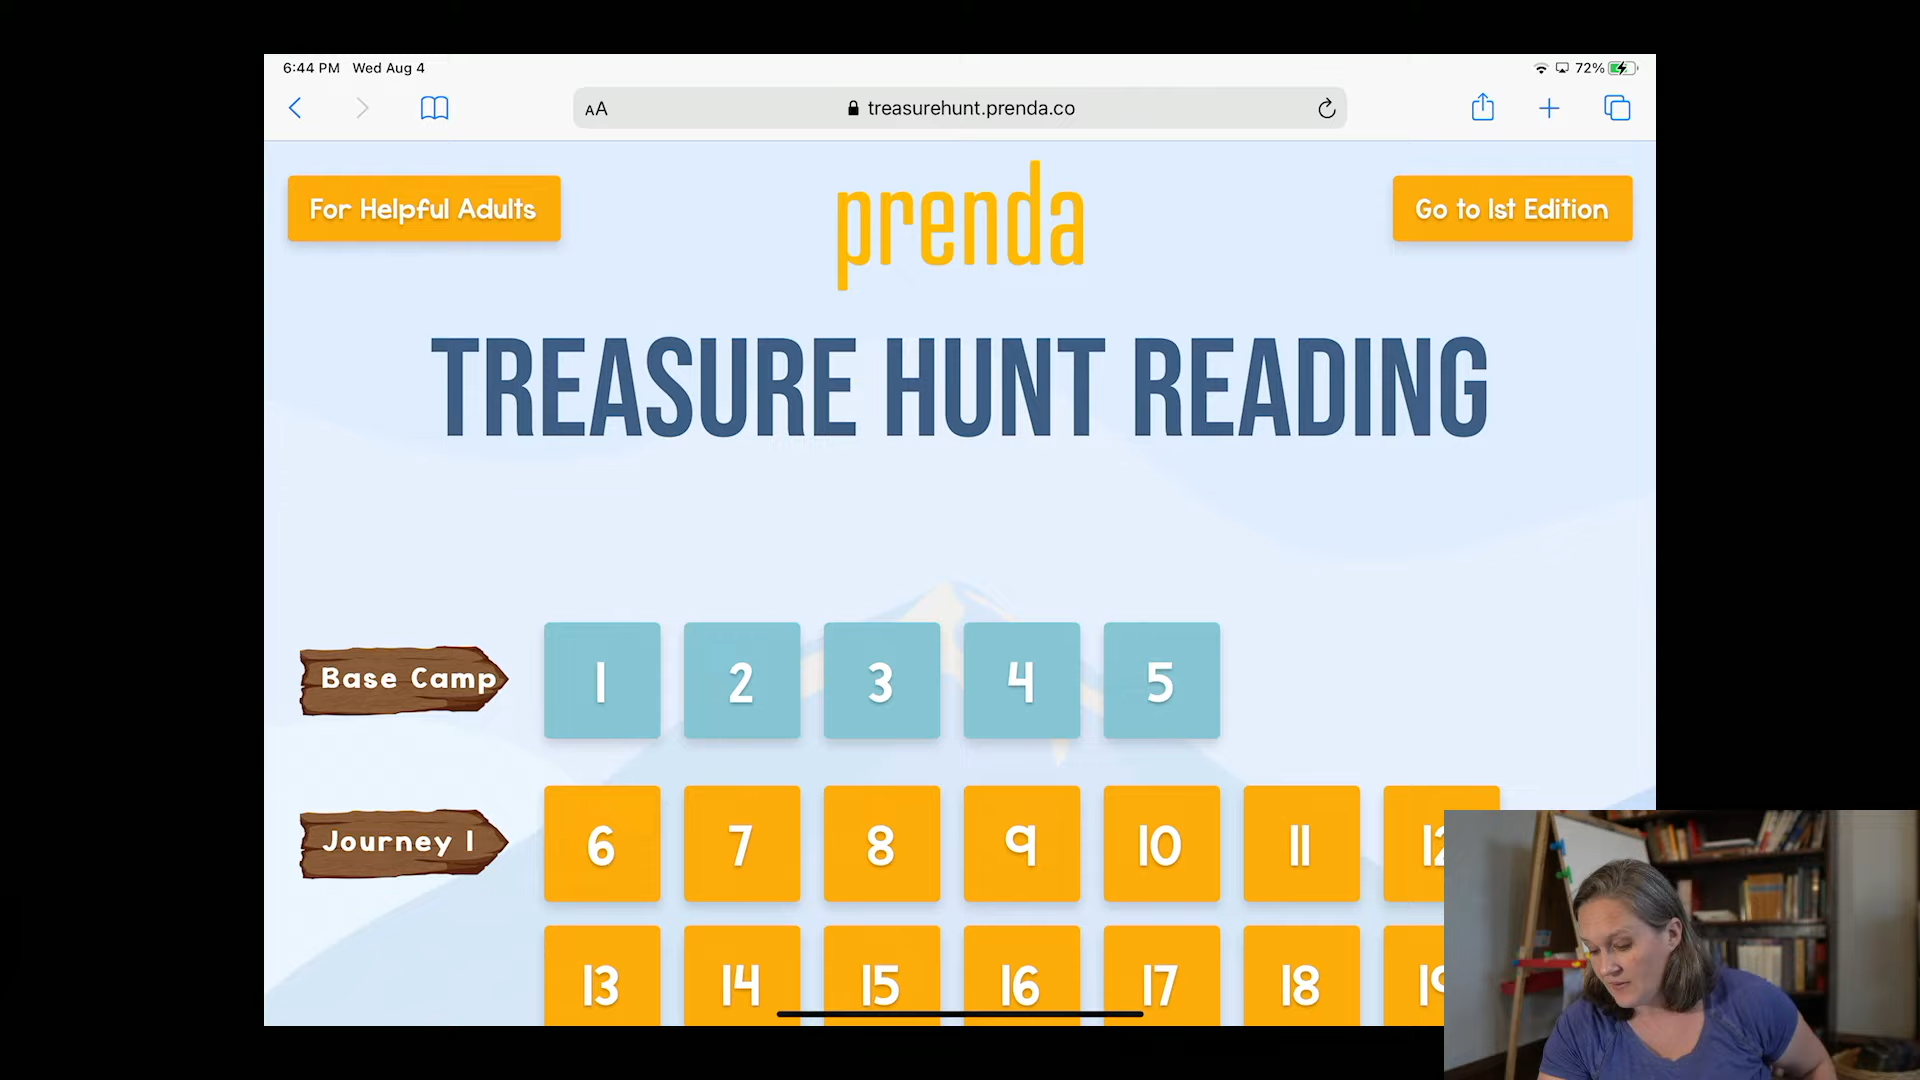 6:44 PM Wed Aug 4
72%
AA
treasurehunt.prenda.co
For Helpful Adults
prenda
Go to 1st Edition
TREASURE HUNT READING
Base Camp
1 2 3 4 5
Journey 1
6 7 8 9 10 11 12
13 14 15 16 17 18 19